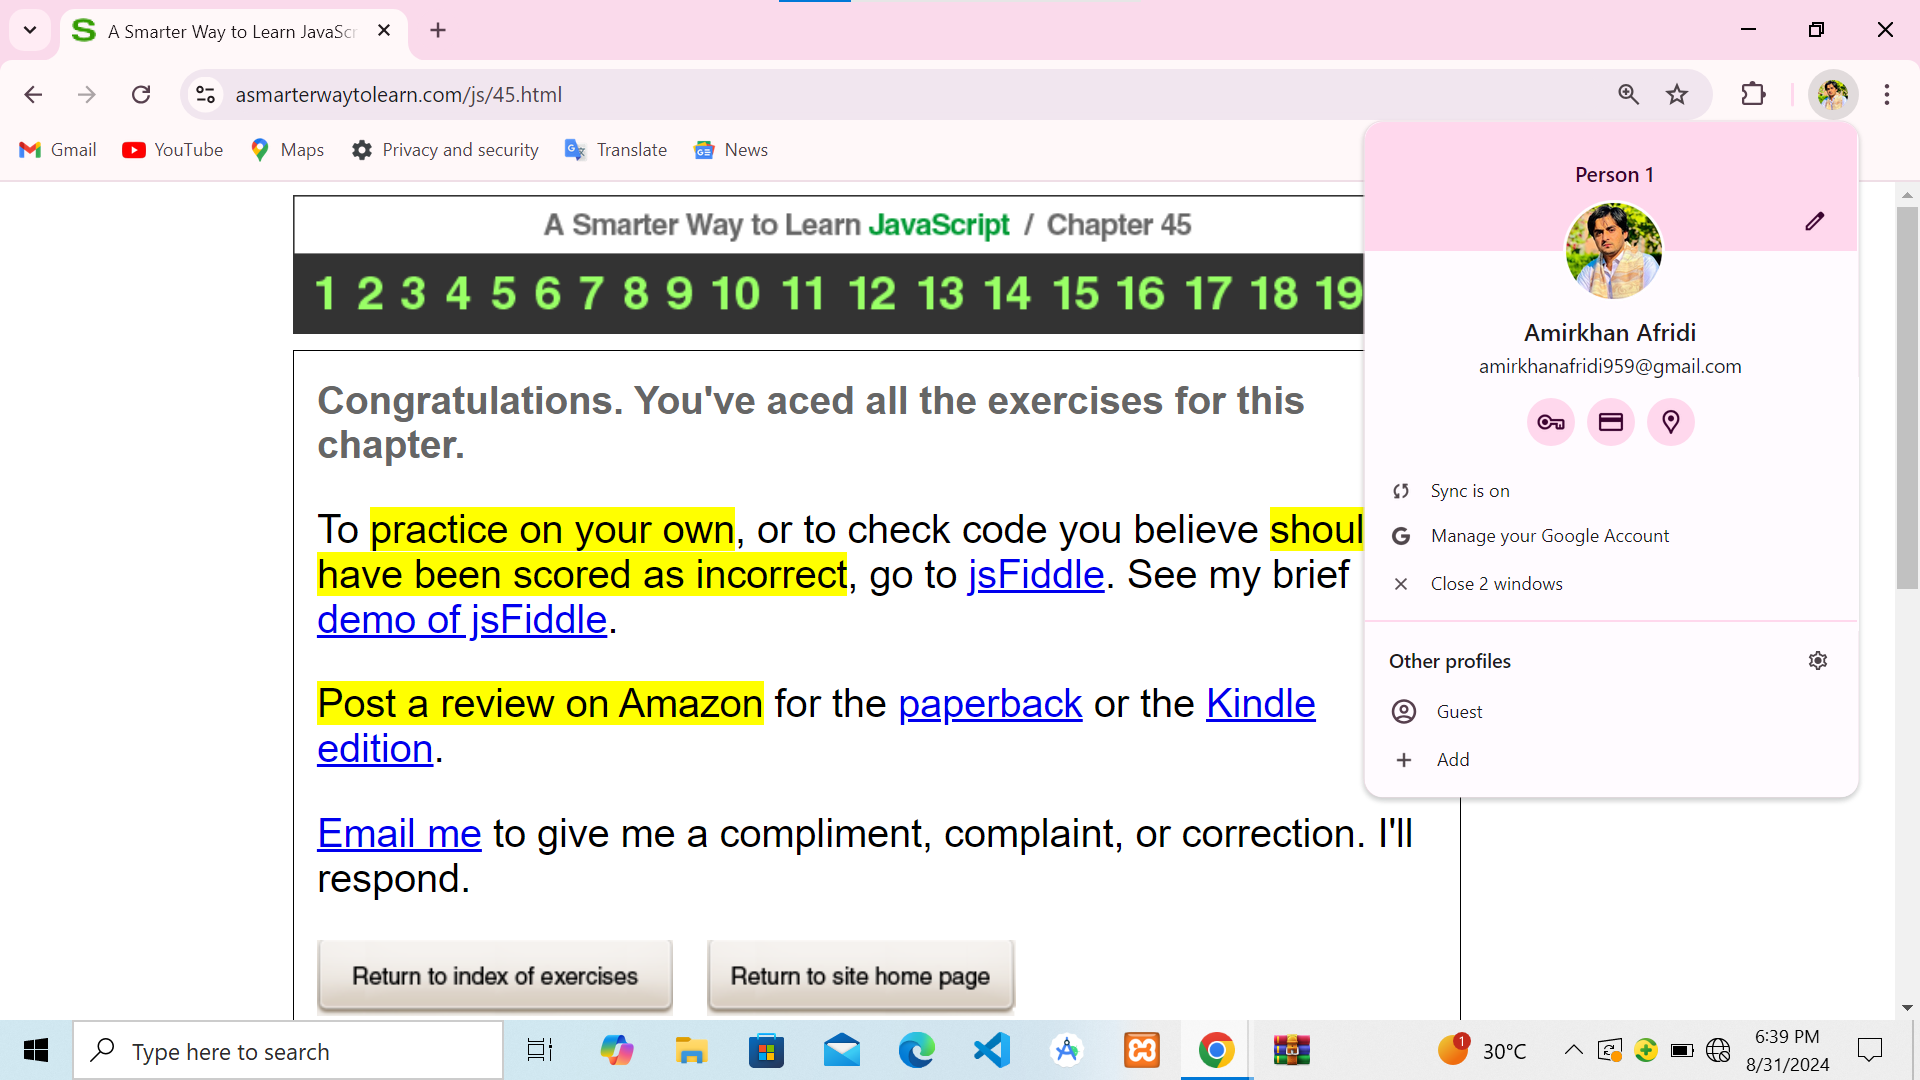 A Smarter Way to Learn JavaScr
asmarterwaytolearn.com/js/45.html
Gmail
YouTube
Maps
Privacy and security
Translate
News
A Smarter Way to Learn JavaScript / Chapter 45
1 2 3 4 5 6 7 8 9 10 11 12 13 14 15 16 17 18 19
Congratulations. You've aced all the exercises for this
chapter.
To practice on your own, or to check code you believe shoul
have been scored as incorrect, go to jsFiddle. See my brief
demo of jsFiddle.
Post a review on Amazon for the paperback or the Kindle
edition.
Email me to give me a compliment, complaint, or correction. I'll
respond.
Return to index of exercises
Return to site home page
Person 1
Amirkhan Afridi
amirkhanafridi959@gmail.com
Sync is on
Manage your Google Account
Close 2 windows
Other profiles
Guest
Add
Type here to search
1
30°C
6:39 PM
8/31/2024